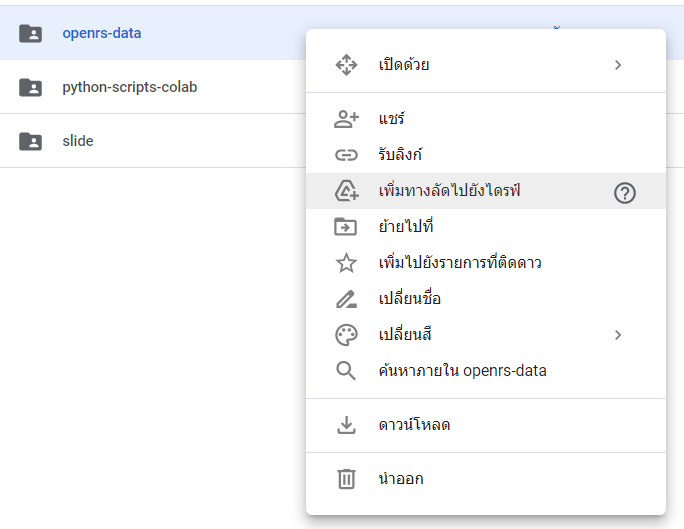 openrs-data
เปิดด้วย
python-scripts-colab
แชร์
slide
รับลิงก์
เพิ่มทางลัดไปยังไดรฟ์
ย้ายไปที่
เพิ่มไปยังรายการที่ติดดาว
เปลี่ยนชื่อ
เปลี่ยนสี
ค้นหาภายใน openrs-data
ดาวน์โหลด
นำออก